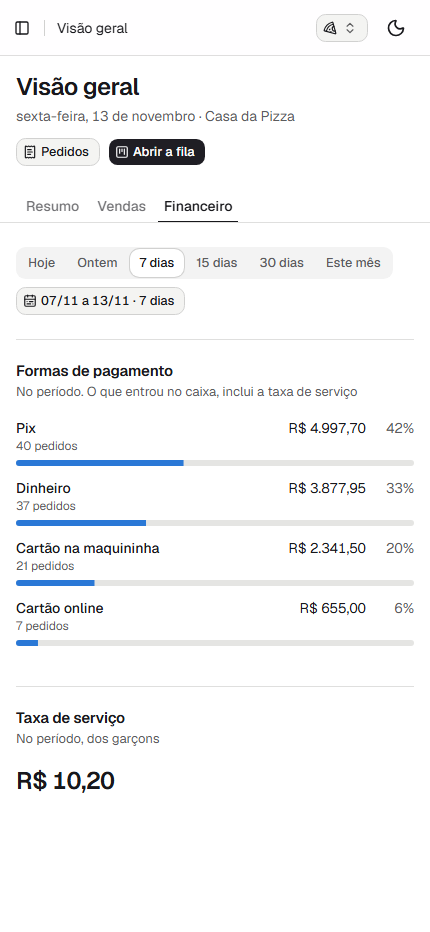 Visão geral
Visão geral
sexta-feira, 13 de novembro · Casa da Pizza
Pedidos
Abrir a fila
Resumo Vendas Financeiro
Hoje Ontem 7 dias 15 dias 30 dias Este mês
07/11 a 13/11 · 7 dias
Formas de pagamento
No período. O que entrou no caixa, inclui a taxa de serviço
Pix R$ 4.997,70 42%
40 pedidos
Dinheiro R$ 3.877,95 33%
37 pedidos
Cartão na maquininha R$ 2.341,50 20%
21 pedidos
Cartão online R$ 655,00 6%
7 pedidos
Taxa de serviço
No período, dos garçons
R$ 10,20